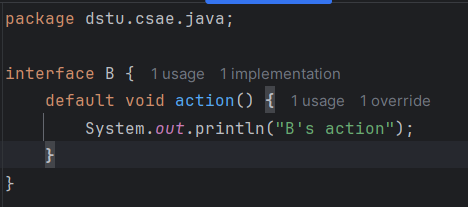 package dstu.csae.java;
interface B {  1 usage  1 implementation
    default void action() {  1 usage  1 override
        System.out.println("B's action");
    }
}